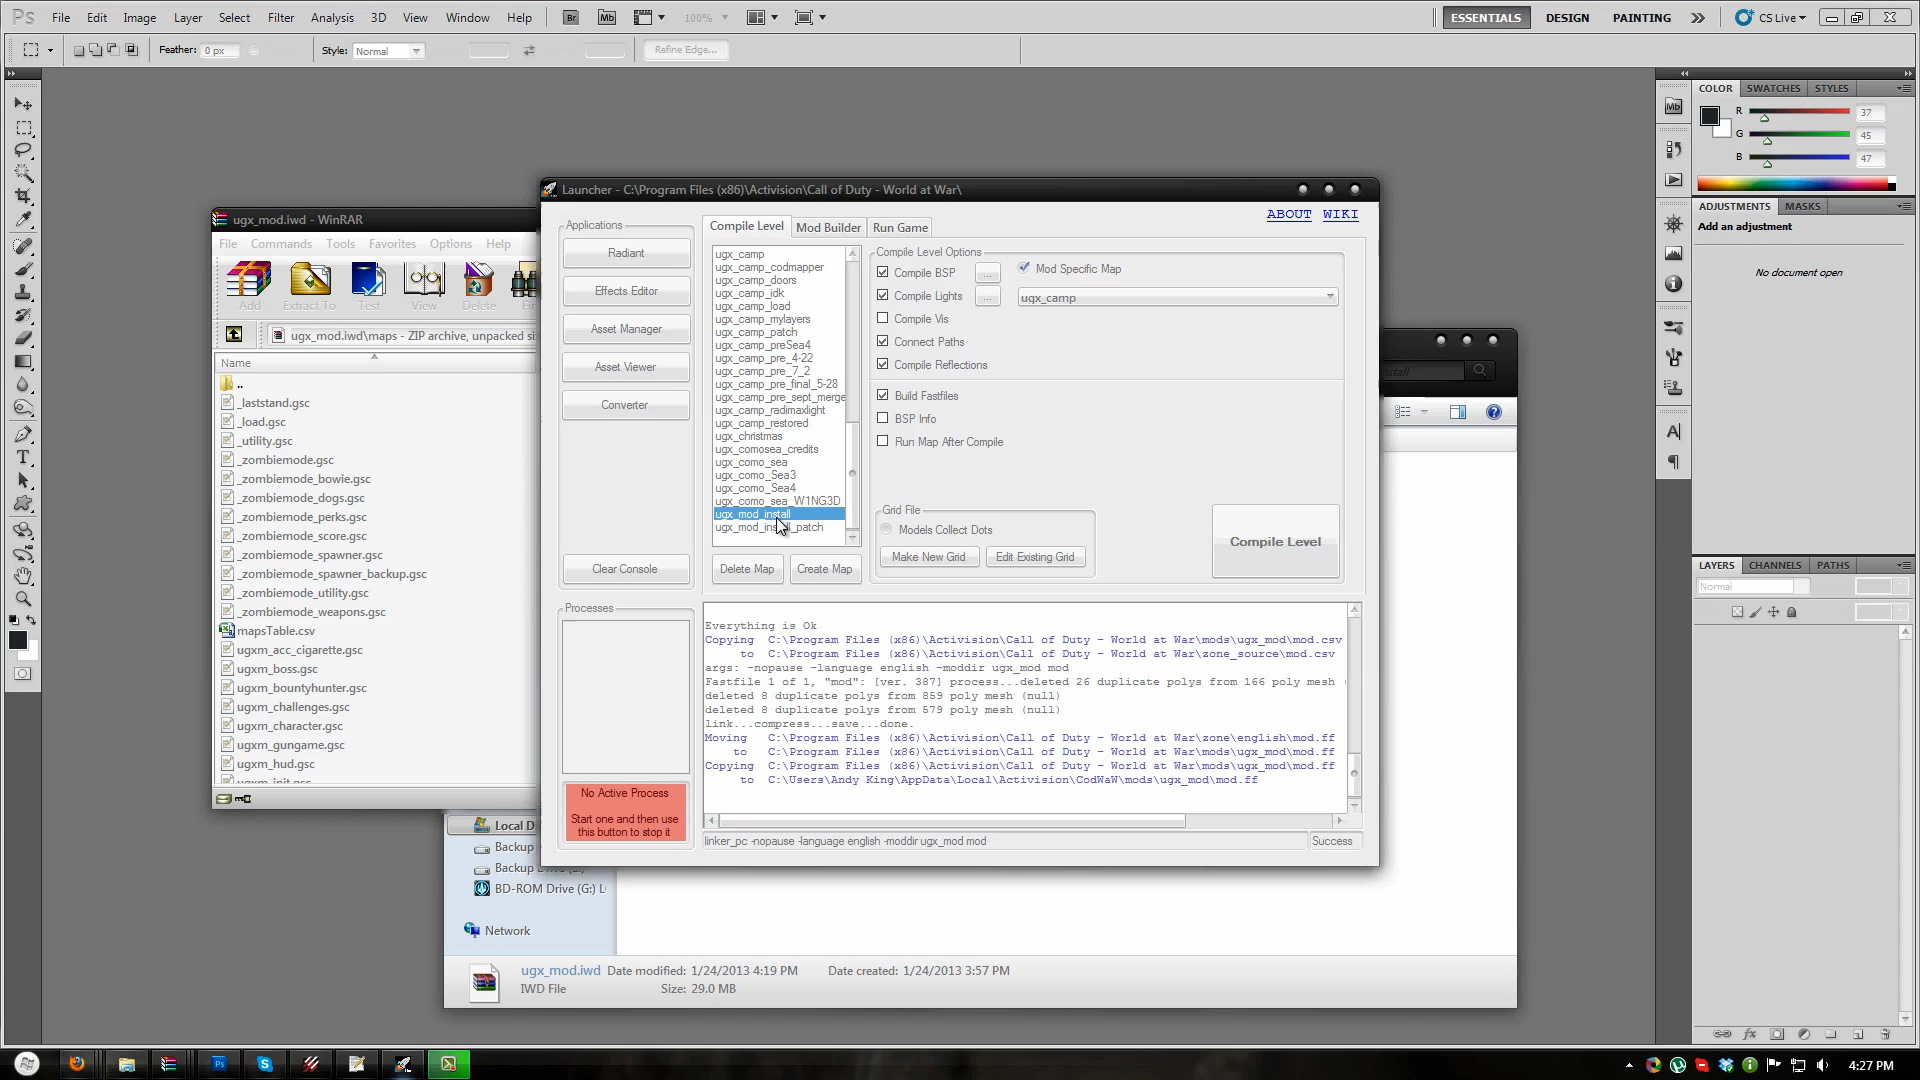 Ps File Edit Image Layer Select Filter Analysis 3D View Window Help Br Mb 100% ESSENTIALS DESIGN PAINTING CS Live
Feather: 0 px Style: Normal Refine Edge...
COLOR SWATCHES STYLES
R 37
G 45
B 47
ADJUSTMENTS MASKS
Add an adjustment
No document open
LAYERS CHANNELS PATHS
Normal
ugx_mod.iwd - WinRAR
File Commands Tools Favorites Options Help
Add Extract To Test View Delete
ugx_mod.iwd\maps - ZIP archive, unpacked
Name
..
_laststand.gsc
_load.gsc
_utility.gsc
_zombiemode.gsc
_zombiemode_bowie.gsc
_zombiemode_dogs.gsc
_zombiemode_perks.gsc
_zombiemode_score.gsc
_zombiemode_spawner.gsc
_zombiemode_spawner_backup.gsc
_zombiemode_utility.gsc
_zombiemode_weapons.gsc
mapsTable.csv
ugxm_acc_cigarette.gsc
ugxm_boss.gsc
ugxm_bountyhunter.gsc
ugxm_challenges.gsc
ugxm_character.gsc
ugxm_gungame.gsc
ugxm_hud.gsc
Launcher - C:\Program Files (x86)\Activision\Call of Duty - World at War\
ABOUT WIKI
Applications
Radiant
Effects Editor
Asset Manager
Asset Viewer
Converter
Clear Console
Compile Level Mod Builder Run Game
ugx_camp
ugx_camp_codmapper
ugx_camp_doors
ugx_camp_idk
ugx_camp_load
ugx_camp_mylayers
ugx_camp_patch
ugx_camp_preSea4
ugx_camp_pre_4-22
ugx_camp_pre_7_2
ugx_camp_pre_final_5-28
ugx_camp_pre_sept_merge
ugx_camp_radimaxlight
ugx_camp_restored
ugx_christmas
ugx_comosea_credits
ugx_como_sea
ugx_como_Sea3
ugx_como_Sea4
ugx_como_sea_W1NG3D
ugx_mod_install
ugx_mod_install_patch
Delete Map Create Map
Compile Level Options
Compile BSP ... Mod Specific Map
Compile Lights ... ugx_camp
Compile Vis
Connect Paths
Compile Reflections
Build Fastfiles
BSP Info
Run Map After Compile
Grid File
Models Collect Dots
Make New Grid Edit Existing Grid
Compile Level
Processes
No Active Process
Start one and then use
this button to stop it
Everything is Ok
Copying C:\Program Files (x86)\Activision\Call of Duty - World at War\mods\ugx_mod\mod.csv
to C:\Program Files (x86)\Activision\Call of Duty - World at War\zone_source\mod.csv
args: -nopause -language english -moddir ugx_mod mod
Fastfile 1 of 1, "mod": [ver. 387] process...deleted 26 duplicate polys from 166 poly mesh (
deleted 8 duplicate polys from 859 poly mesh (null)
deleted 8 duplicate polys from 579 poly mesh (null)
link...compress...save...done.
Moving C:\Program Files (x86)\Activision\Call of Duty - World at War\zone\english\mod.ff
to C:\Program Files (x86)\Activision\Call of Duty - World at War\mods\ugx_mod\mod.ff
Copying C:\Program Files (x86)\Activision\Call of Duty - World at War\mods\ugx_mod\mod.ff
to C:\Users\Andy King\AppData\Local\Activision\CodWaW\mods\ugx_mod\mod.ff
linker_pc -nopause -language english -moddir ugx_mod mod Success
Local D
Backup
Backup
BD-ROM Drive (G:) L
Network
ugx_mod.iwd Date modified: 1/24/2013 4:19 PM Date created: 1/24/2013 3:57 PM
IWD File Size: 29.0 MB
4:27 PM